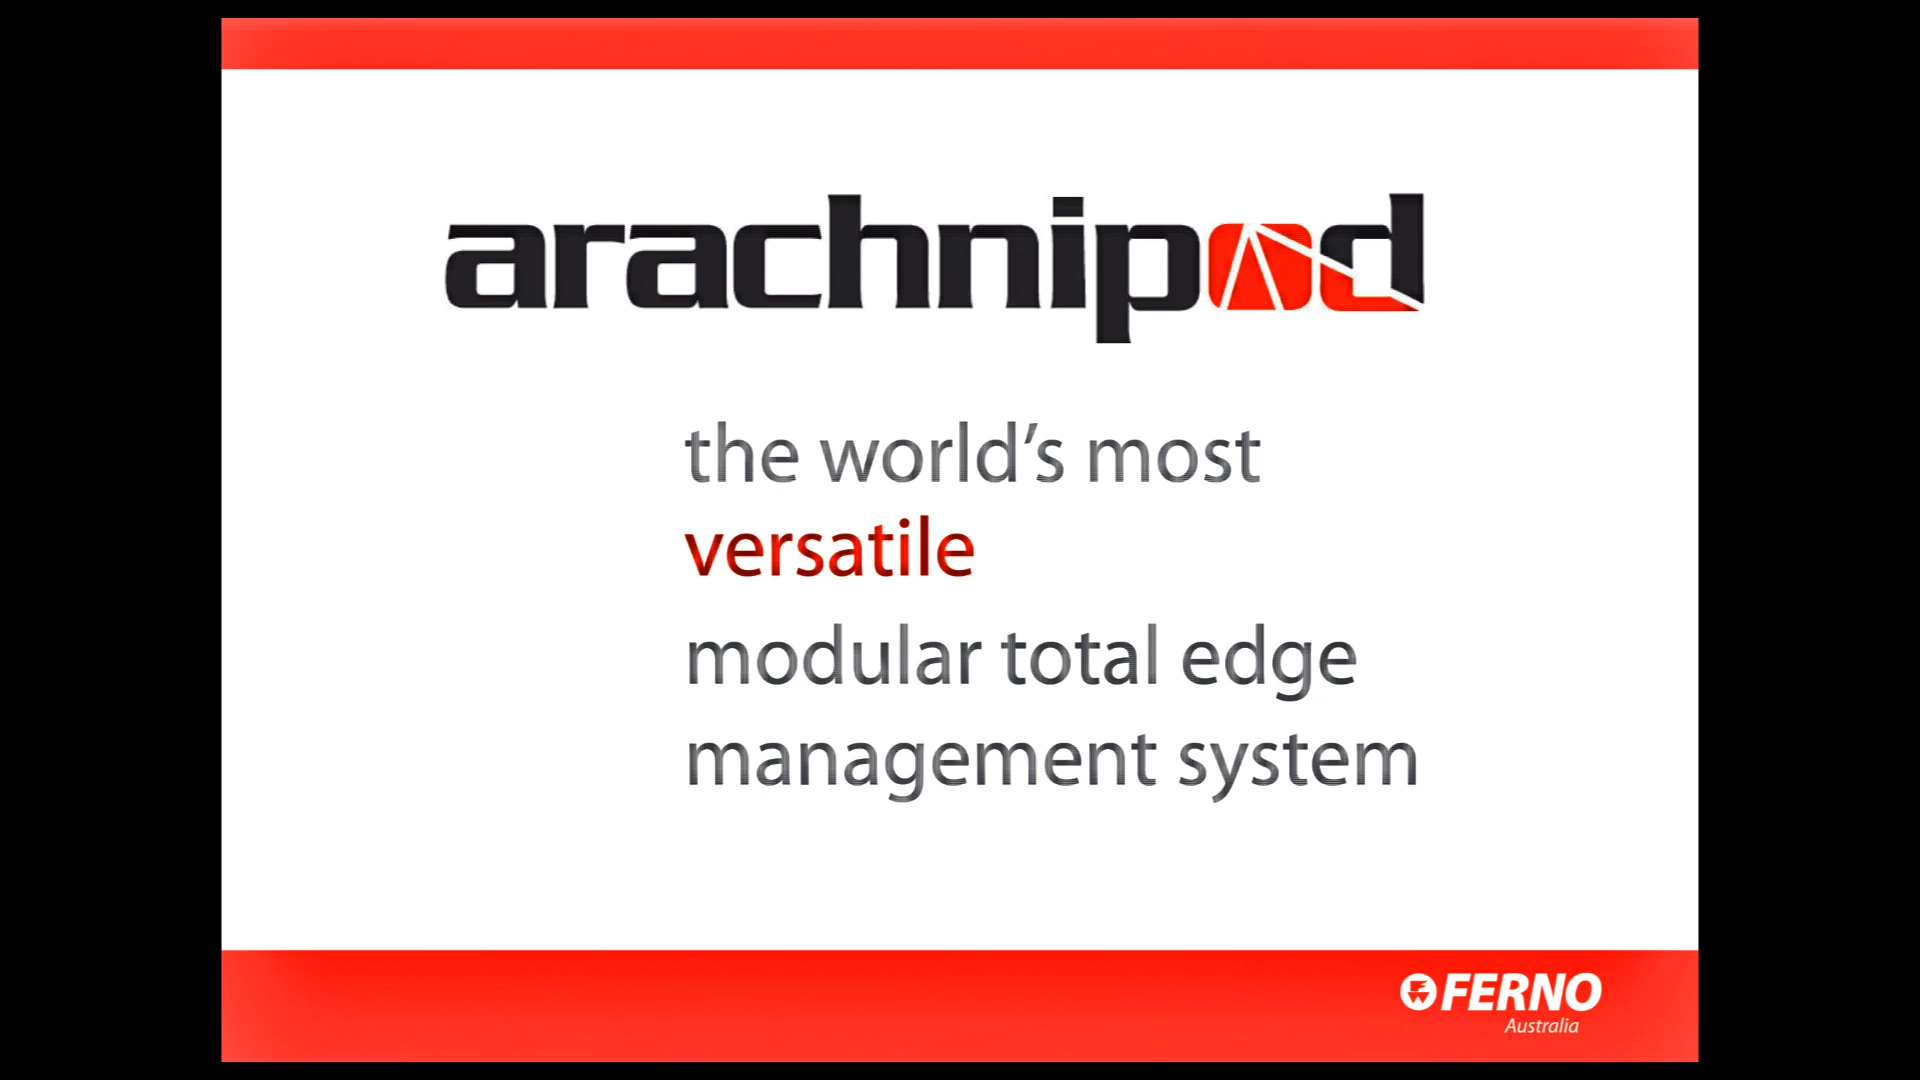 arachnipod
the world's most
versatile
modular total edge
management system
FERNO
Australia